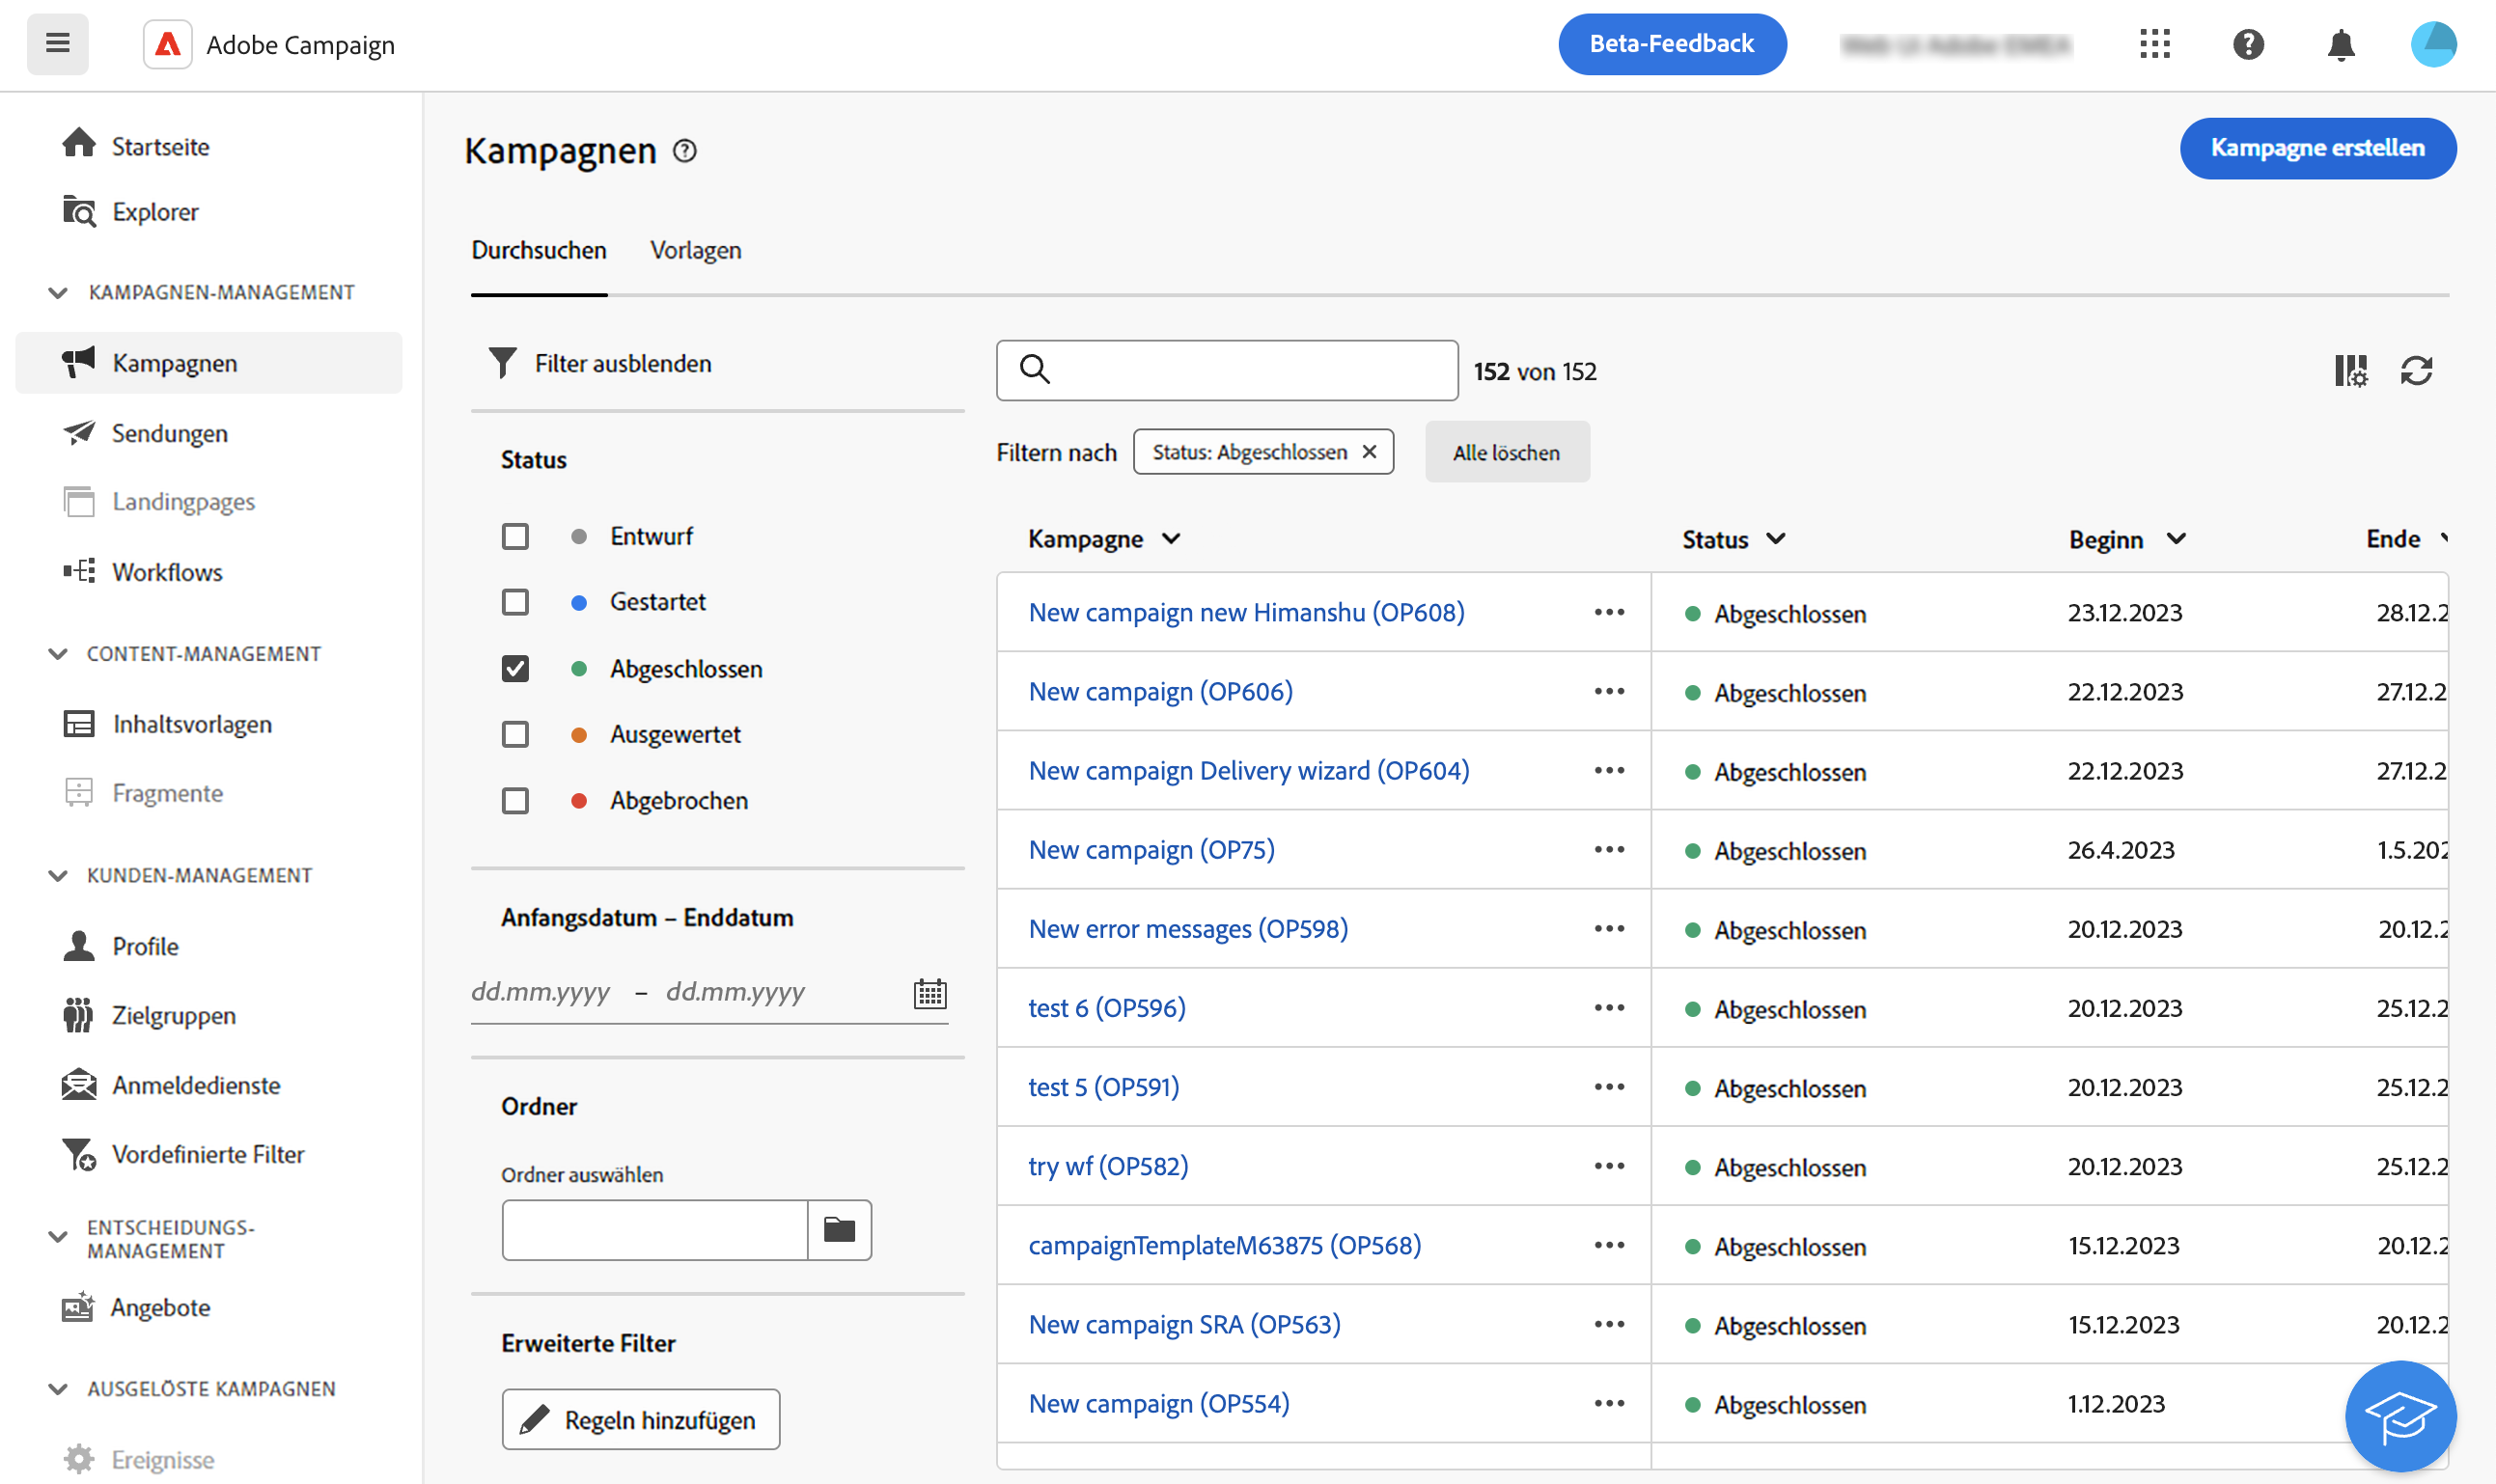 Adobe Campaign
Beta-Feedback
Startseite
Explorer
KAMPAGNEN-MANAGEMENT
Kampagnen
Sendungen
Landingpages
Workflows
CONTENT-MANAGEMENT
Inhaltsvorlagen
Fragmente
KUNDEN-MANAGEMENT
Profile
Zielgruppen
Anmeldedienste
Vordefinierte Filter
ENTSCHEIDUNGS-
MANAGEMENT
Angebote
AUSGELÖSTE KAMPAGNEN
Ereignisse
Kampagnen
Kampagne erstellen
Durchsuchen Vorlagen
Filter ausblenden
Status
Entwurf
Gestartet
Abgeschlossen
Ausgewertet
Abgebrochen
Anfangsdatum – Enddatum
dd.mm.yyyy – dd.mm.yyyy
Ordner
Ordner auswählen
Erweiterte Filter
Regeln hinzufügen
152 von 152
Filtern nach Status: Abgeschlossen Alle löschen
Kampagne Status Beginn Ende
New campaign new Himanshu (OP608) Abgeschlossen 23.12.2023 28.12.2
New campaign (OP606) Abgeschlossen 22.12.2023 27.12.2
New campaign Delivery wizard (OP604) Abgeschlossen 22.12.2023 27.12.2
New campaign (OP75) Abgeschlossen 26.4.2023 1.5.202
New error messages (OP598) Abgeschlossen 20.12.2023 20.12.2
test 6 (OP596) Abgeschlossen 20.12.2023 25.12.2
test 5 (OP591) Abgeschlossen 20.12.2023 25.12.2
try wf (OP582) Abgeschlossen 20.12.2023 25.12.2
campaignTemplateM63875 (OP568) Abgeschlossen 15.12.2023 20.12.2
New campaign SRA (OP563) Abgeschlossen 15.12.2023 20.12.2
New campaign (OP554) Abgeschlossen 1.12.2023